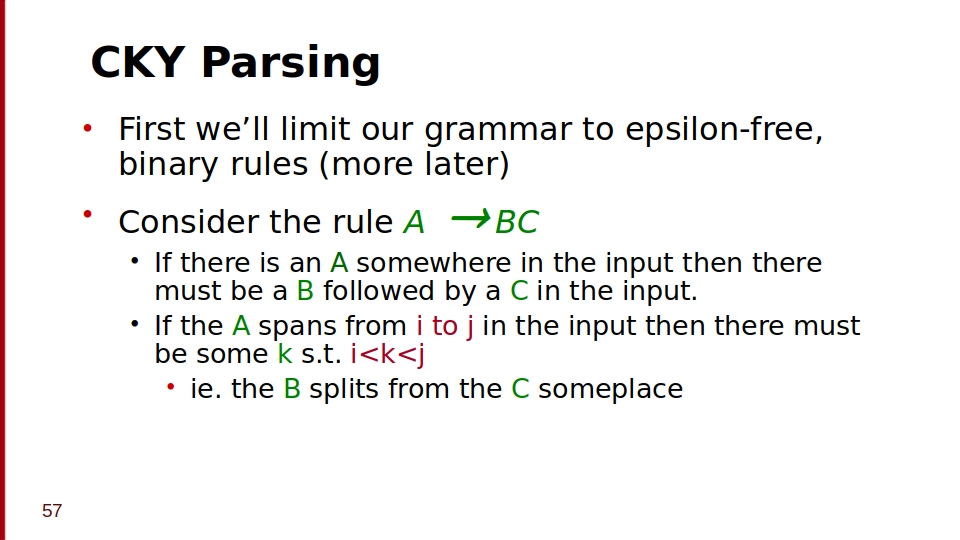 CKY Parsing
• First we’ll limit our grammar to epsilon-free,
binary rules (more later)
• Consider the rule A → BC
• If there is an A somewhere in the input then there
must be a B followed by a C in the input.
• If the A spans from i to j in the input then there must
be some k s.t. i<k<j
• ie. the B splits from the C someplace
57